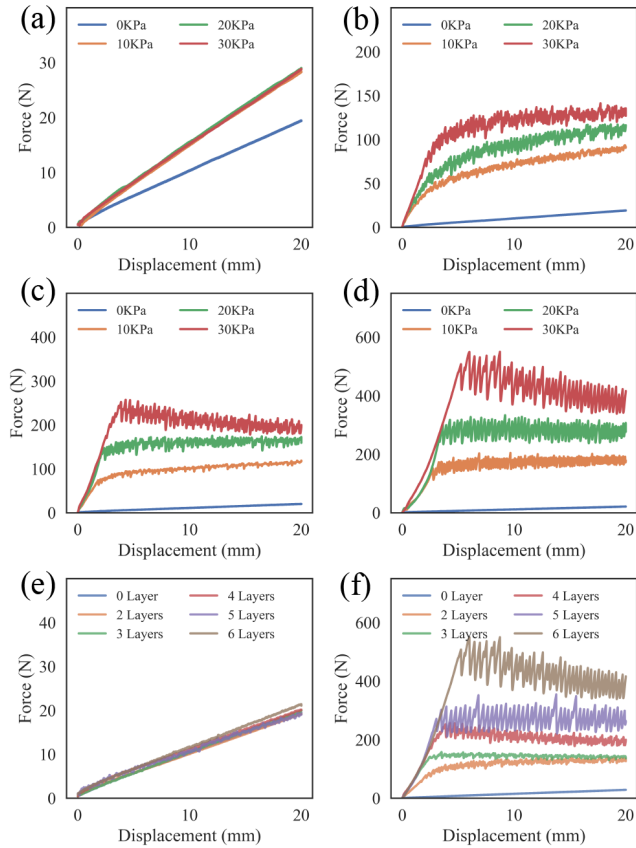 (a)
0KPa 20KPa
10KPa 30KPa
Force (N)
30
20
10
0
0 10 20
Displacement (mm)
(b)
0KPa 20KPa
10KPa 30KPa
Force (N)
200
150
100
50
0
0 10 20
Displacement (mm)
(c)
0KPa 20KPa
10KPa 30KPa
Force (N)
400
300
200
100
0
0 10 20
Displacement (mm)
(d)
0KPa 20KPa
10KPa 30KPa
Force (N)
600
400
200
0
0 10 20
Displacement (mm)
(e)
0 Layer 4 Layers
2 Layers 5 Layers
3 Layers 6 Layers
Force (N)
40
30
20
10
0
0 10 20
Displacement (mm)
(f)
0 Layer 4 Layers
2 Layers 5 Layers
3 Layers 6 Layers
Force (N)
600
400
200
0
0 10 20
Displacement (mm)